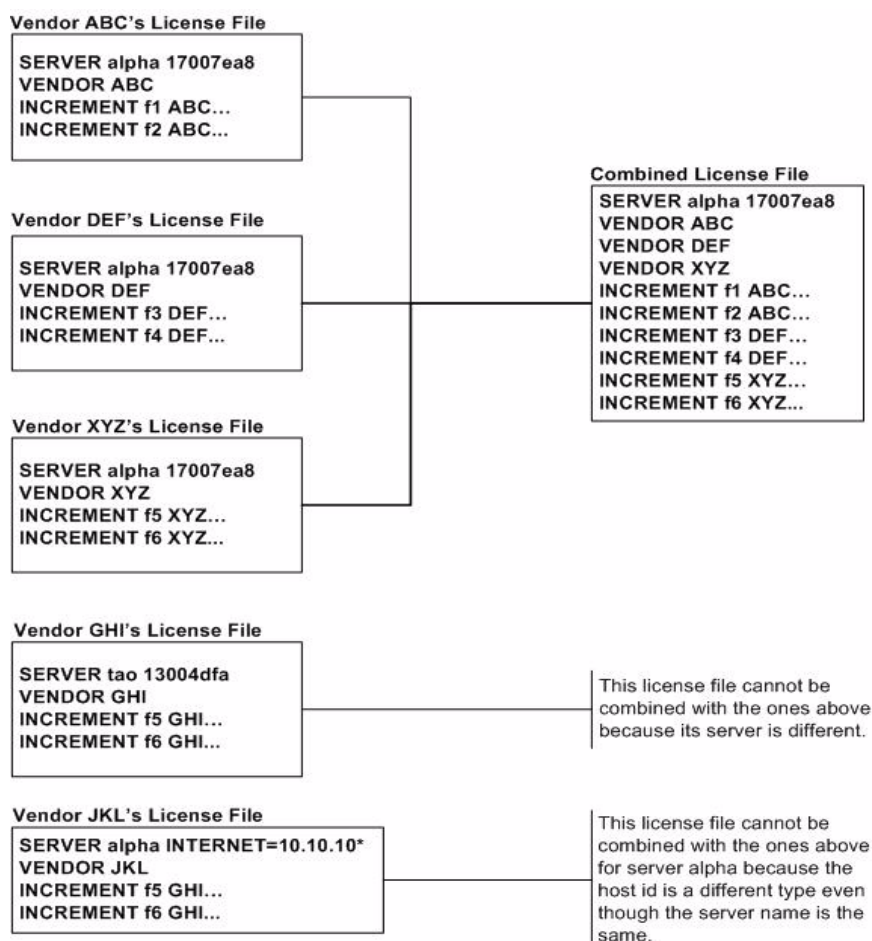 Vendor ABC's License File
SERVER alpha 17007ea8
VENDOR ABC
INCREMENT f1 ABC...
INCREMENT f2 ABC...
Vendor DEF's License File
SERVER alpha 17007ea8
VENDOR DEF
INCREMENT f3 DEF...
INCREMENT f4 DEF...
Vendor XYZ's License File
SERVER alpha 17007ea8
VENDOR XYZ
INCREMENT f5 XYZ...
INCREMENT f6 XYZ...
Combined License File
SERVER alpha 17007ea8
VENDOR ABC
VENDOR DEF
VENDOR XYZ
INCREMENT f1 ABC...
INCREMENT f2 ABC...
INCREMENT f3 DEF...
INCREMENT f4 DEF...
INCREMENT f5 XYZ...
INCREMENT f6 XYZ...
Vendor GHI's License File
SERVER tao 13004dfa
VENDOR GHI
INCREMENT f5 GHI...
INCREMENT f6 GHI...
This license file cannot be
combined with the ones above
because its server is different.
Vendor JKL's License File
SERVER alpha INTERNET=10.10.10*
VENDOR JKL
INCREMENT f5 GHI...
INCREMENT f6 GHI...
This license file cannot be
combined with the ones above
for server alpha because the
host id is a different type even
though the server name is the
same.